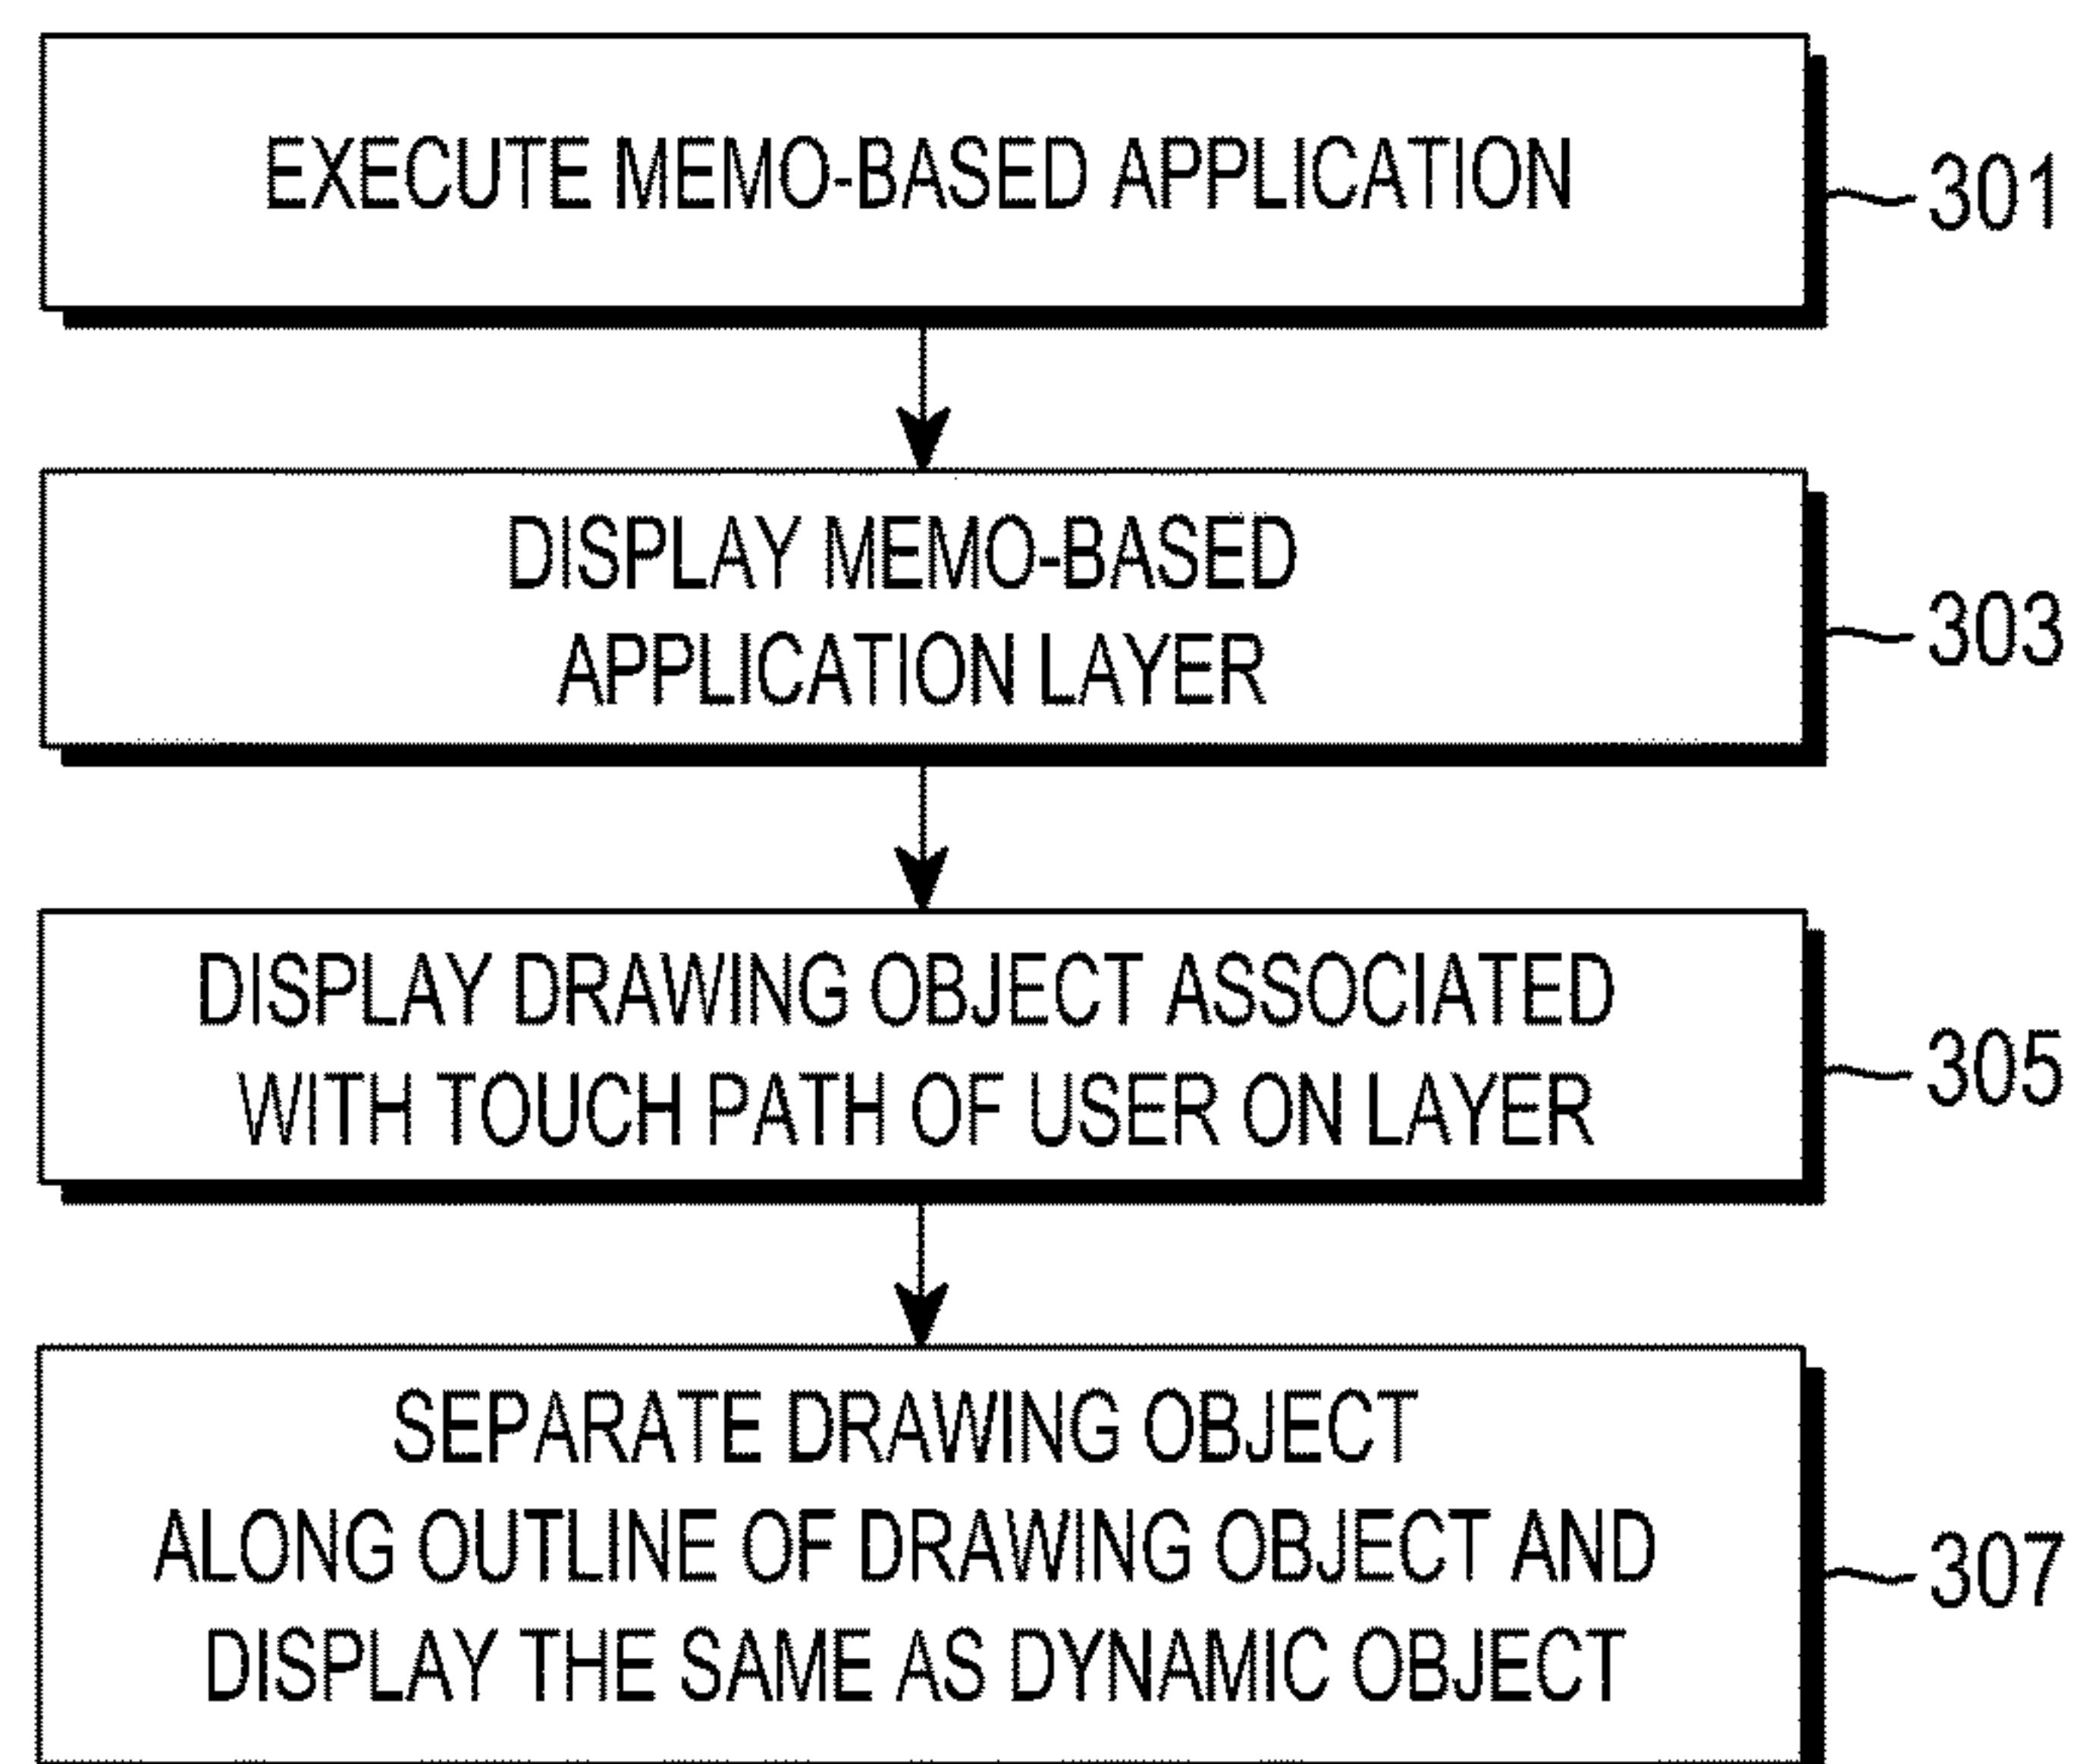 EXECUTE MEMO-BASED APPLICATION
301
DISPLAY MEMO-BASED
APPLICATION LAYER
303
DISPLAY DRAWING OBJECT ASSOCIATED
WITH TOUCH PATH OF USER ON LAYER
305
SEPARATE DRAWING OBJECT
ALONG OUTLINE OF DRAWING OBJECT AND
DISPLAY THE SAME AS DYNAMIC OBJECT
307